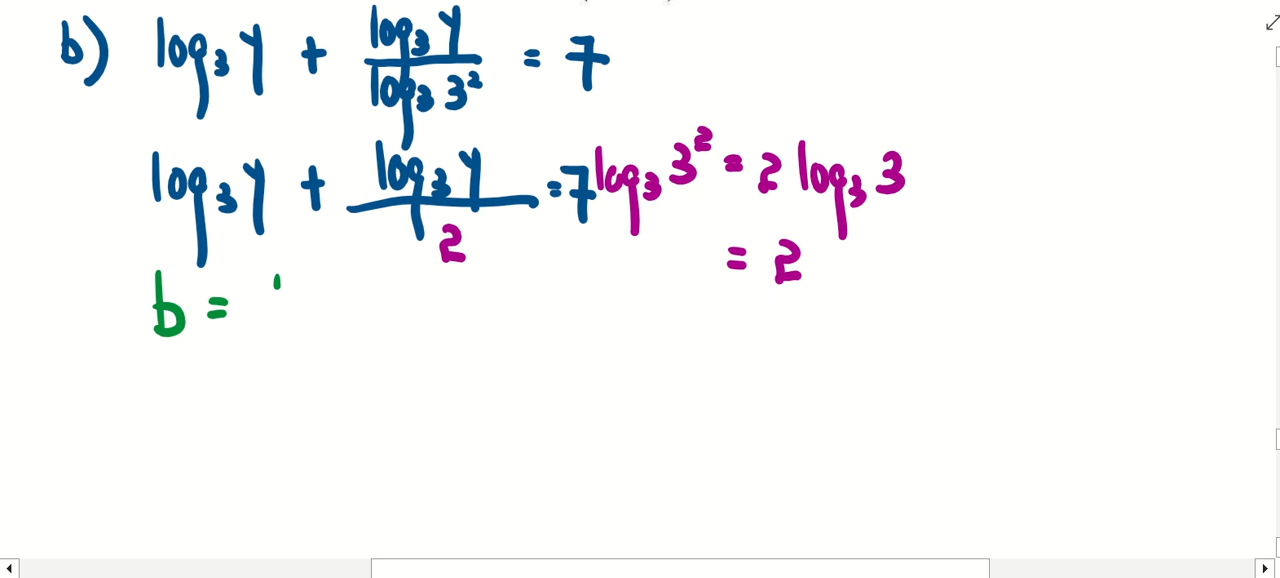 b) log₃ y + log₃ y / log₃ 3² = 7
log₃ y + log₃ y / 2 = 7
log₃ 3² = 2 log₃ 3
= 2
b =